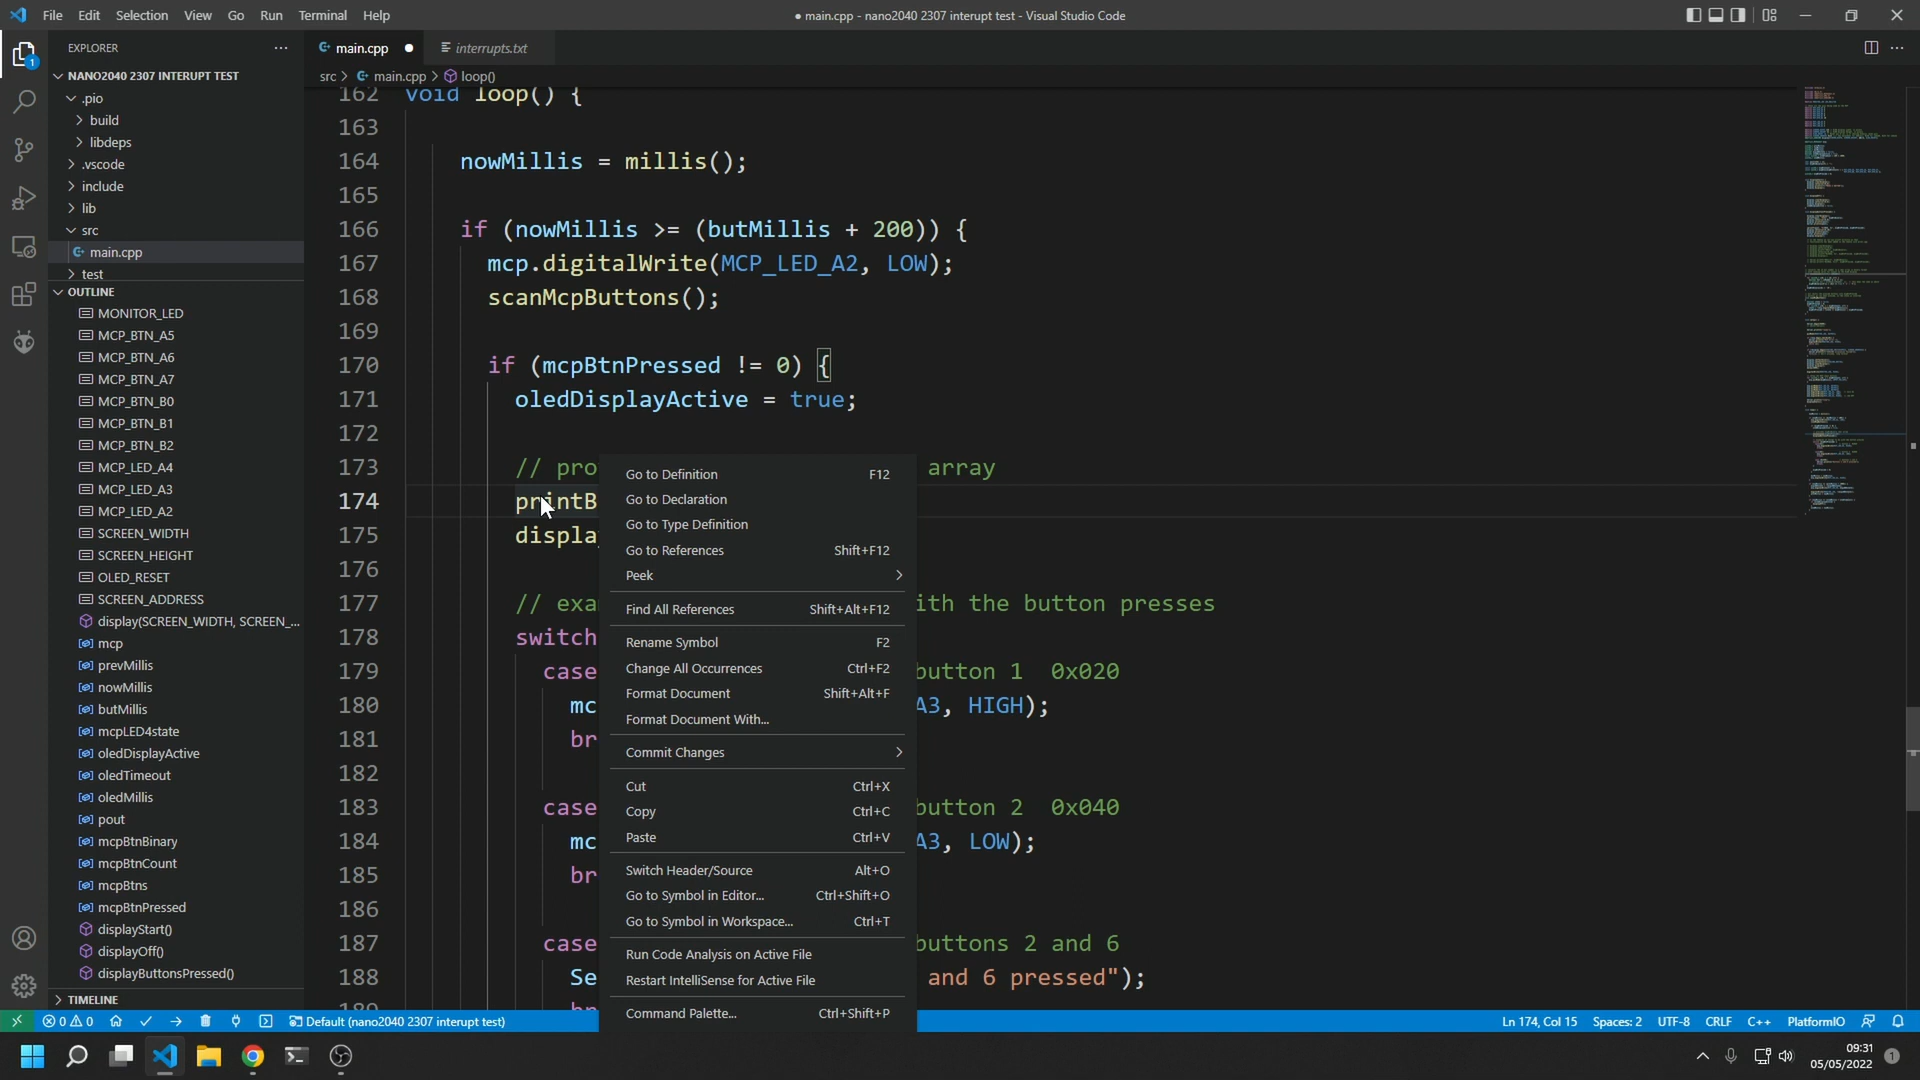 File Edit Selection View Go Run Terminal Help
● main.cpp - nano2040 2307 interupt test - Visual Studio Code
EXPLORER
NANO2040 2307 INTERUPT TEST
.pio
build
libdeps
.vscode
include
lib
src
main.cpp
test
OUTLINE
MONITOR_LED
MCP_BTN_A5
MCP_BTN_A6
MCP_BTN_A7
MCP_BTN_B0
MCP_BTN_B1
MCP_BTN_B2
MCP_LED_A4
MCP_LED_A3
MCP_LED_A2
SCREEN_WIDTH
SCREEN_HEIGHT
OLED_RESET
SCREEN_ADDRESS
display(SCREEN_WIDTH, SCREEN_...
mcp
prevMillis
nowMillis
butMillis
mcpLED4state
oledDisplayActive
oledTimeout
oledMillis
pout
mcpBtnBinary
mcpBtnCount
mcpBtns
mcpBtnPressed
displayStart()
displayOff()
displayButtonsPressed()
TIMELINE
main.cpp ● interrupts.txt
src > main.cpp > loop()
162 void loop() {
163
164 nowMillis = millis();
165
166 if (nowMillis >= (butMillis + 200)) {
167 mcp.digitalWrite(MCP_LED_A2, LOW);
168 scanMcpButtons();
169
170 if (mcpBtnPressed != 0) {
171 oledDisplayActive = true;
172
173 // pro array
174 printB
175 displa
176
177 // exa ith the button presses
178 switch
179 case button 1 0x020
180 mc A3, HIGH);
181 br
182
183 case button 2 0x040
184 mc A3, LOW);
185 br
186
187 case buttons 2 and 6
188 Se and 6 pressed");
189 br
Go to Definition F12
Go to Declaration
Go to Type Definition
Go to References Shift+F12
Peek
Find All References Shift+Alt+F12
Rename Symbol F2
Change All Occurrences Ctrl+F2
Format Document Shift+Alt+F
Format Document With...
Commit Changes
Cut Ctrl+X
Copy Ctrl+C
Paste Ctrl+V
Switch Header/Source Alt+O
Go to Symbol in Editor... Ctrl+Shift+O
Go to Symbol in Workspace... Ctrl+T
Run Code Analysis on Active File
Restart IntelliSense for Active File
Command Palette... Ctrl+Shift+P
0 0 Default (nano2040 2307 interupt test)
Ln 174, Col 15 Spaces: 2 UTF-8 CRLF C++ PlatformIO
09:31
05/05/2022
1